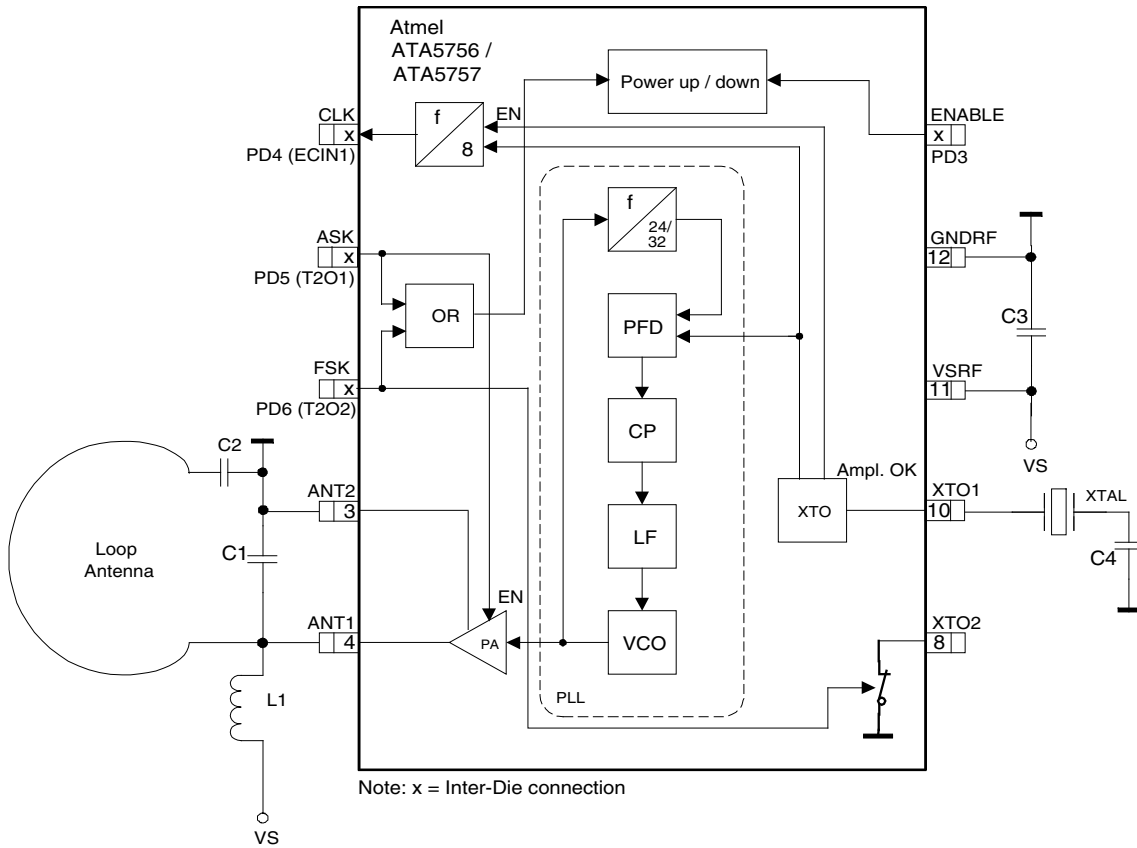 Atmel
ATA5756 /
ATA5757
Power up / down
CLK
x
PD4 (ECIN1)
f
8
EN
ENABLE
x
PD3
f
24/
32
ASK
x
PD5 (T2O1)
GNDRF
12
OR
PFD
C3
FSK
x
PD6 (T2O2)
VSRF
11
CP
VS
C2
ANT2
3
Ampl. OK
XTO
XTO1
10
XTAL
C4
Loop
Antenna
C1
LF
EN
ANT1
4
PA
VCO
XTO2
8
L1
PLL
VS
Note: x = Inter-Die connection